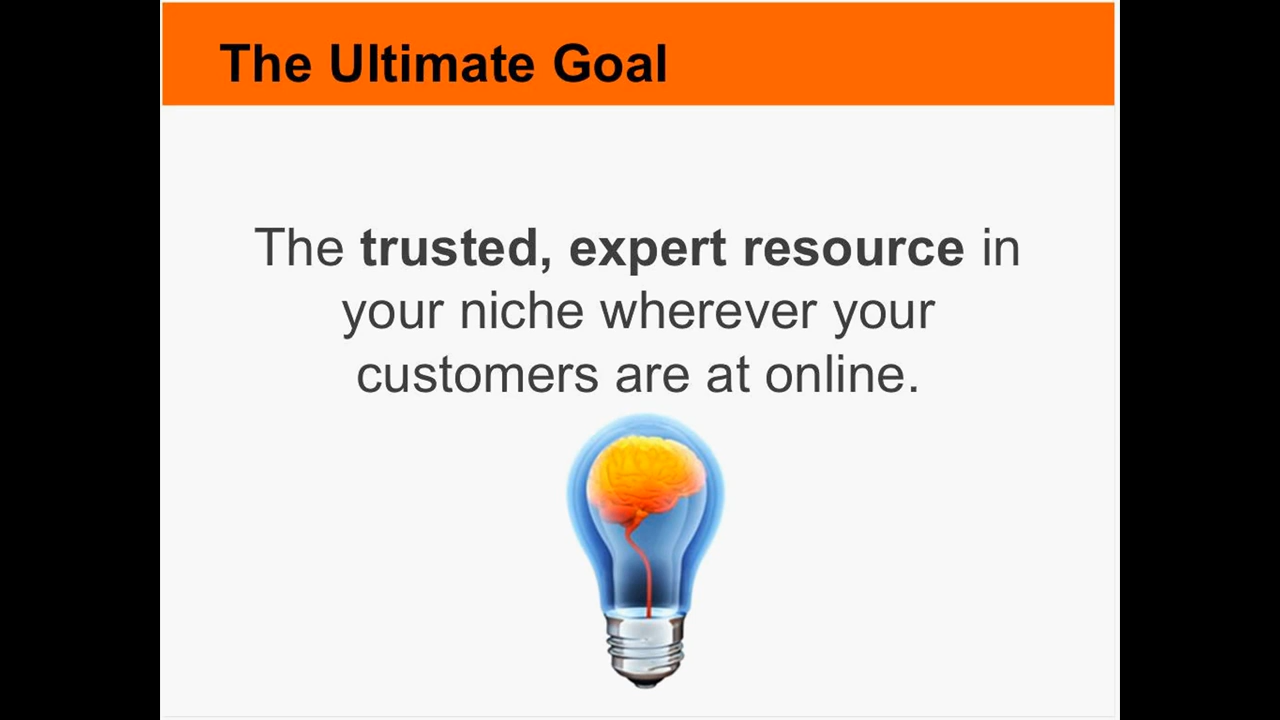 The Ultimate Goal
The trusted, expert resource in
your niche wherever your
customers are at online.